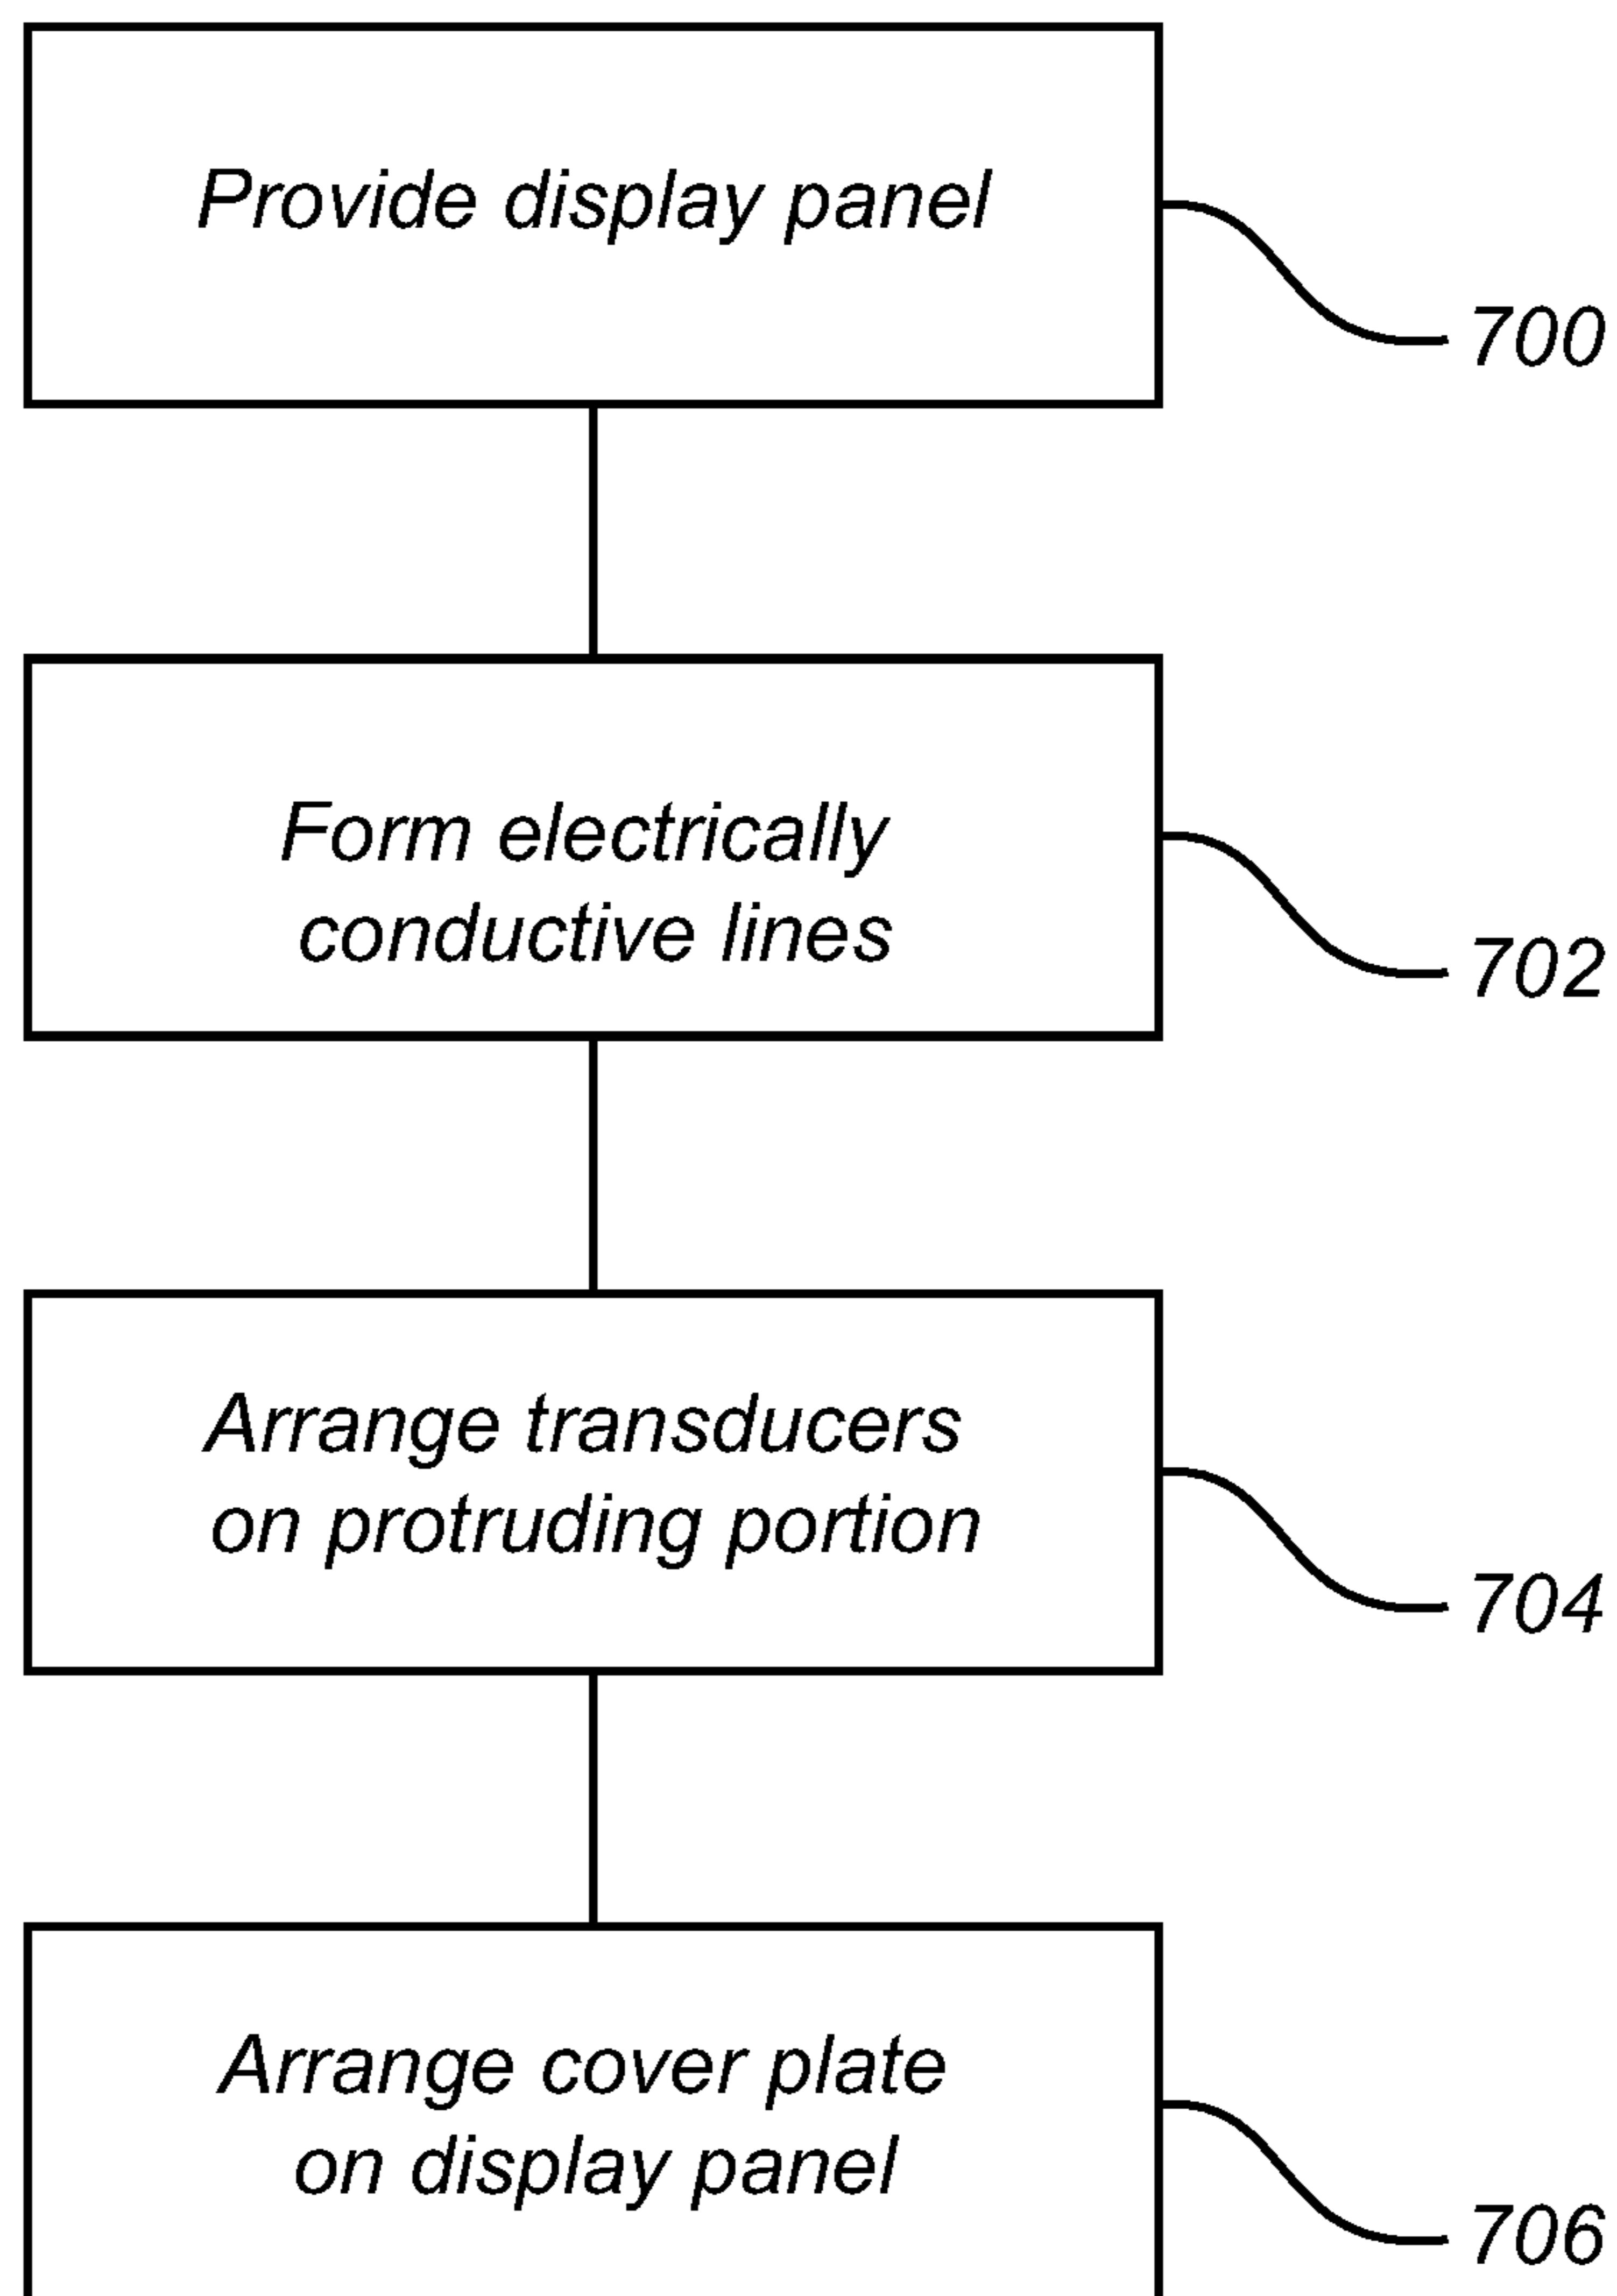 Provide display panel
700
Form electrically
conductive lines
702
Arrange transducers
on protruding portion
704
Arrange cover plate
on display panel
706